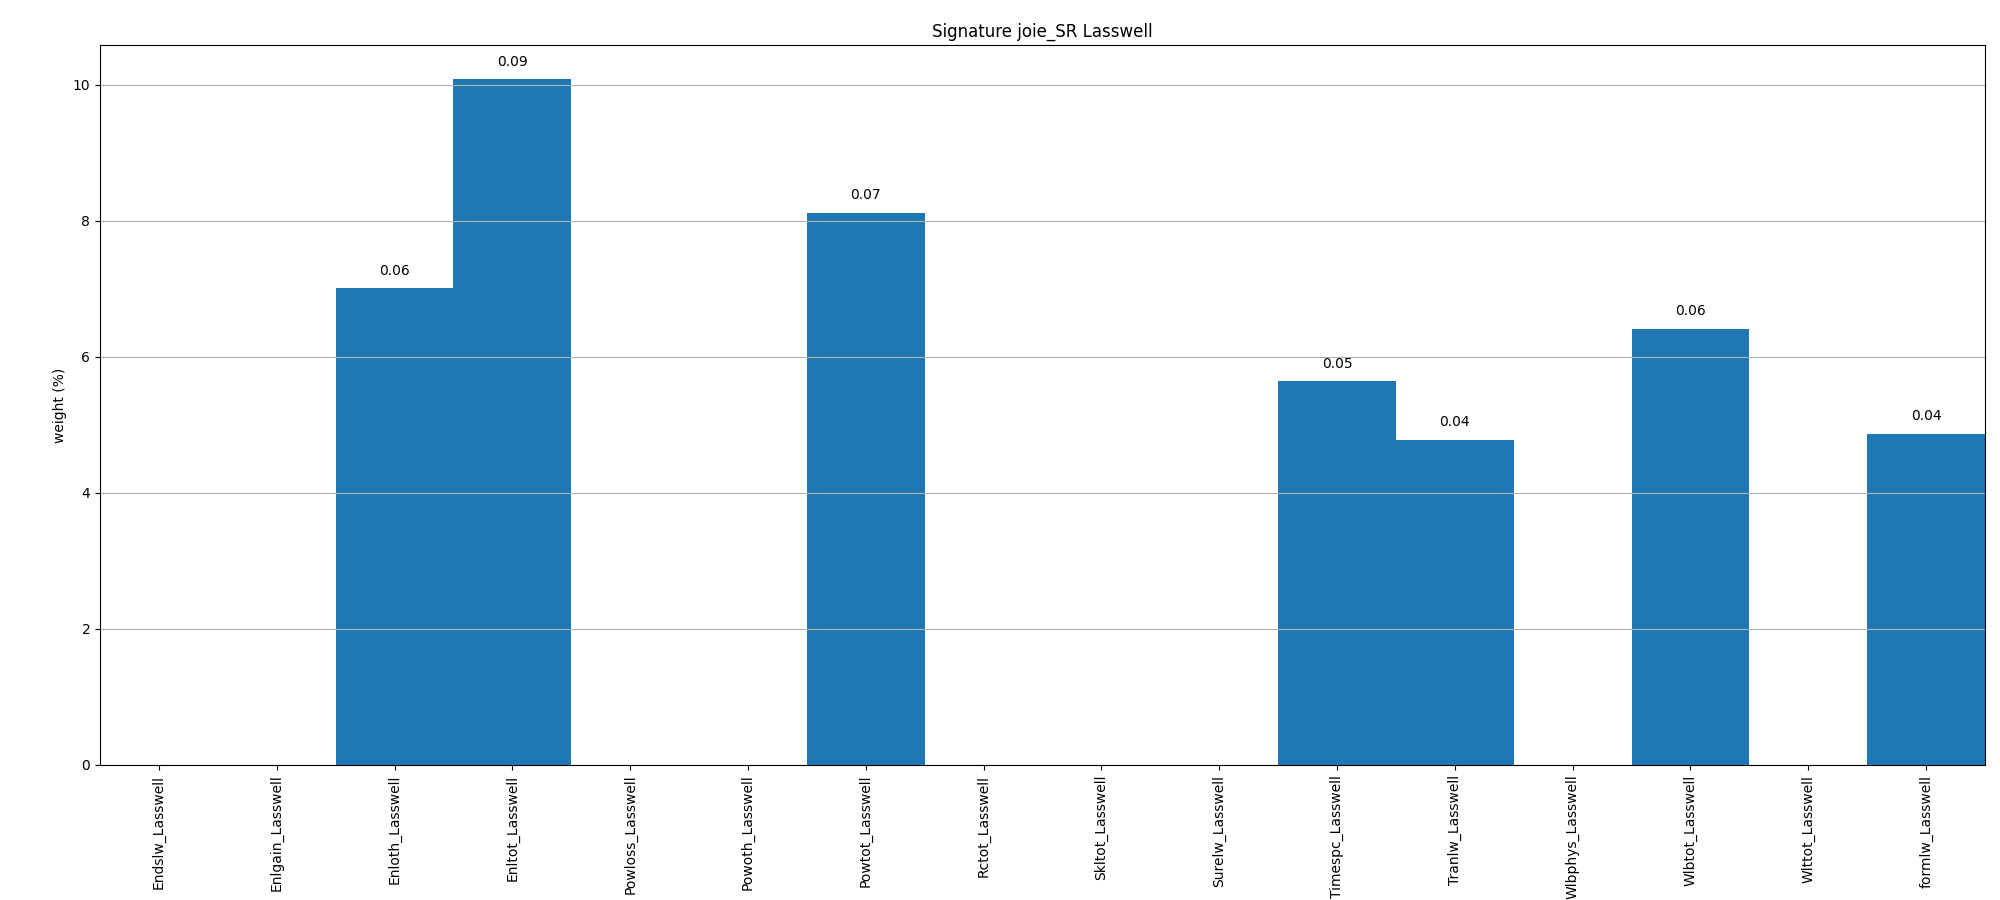 Signature joie_SR Lasswell
weight (%)
10
8
6
4
2
0
0.06
0.09
0.07
0.05
0.04
0.06
0.04
Endslw_Lasswell
Enlgain_Lasswell
Enloth_Lasswell
Enltot_Lasswell
Powloss_Lasswell
Powoth_Lasswell
Powtot_Lasswell
Rctot_Lasswell
Skltot_Lasswell
Surelw_Lasswell
Timespc_Lasswell
Tranlw_Lasswell
Wlbphys_Lasswell
Wlbtot_Lasswell
Wlttot_Lasswell
formlw_Lasswell